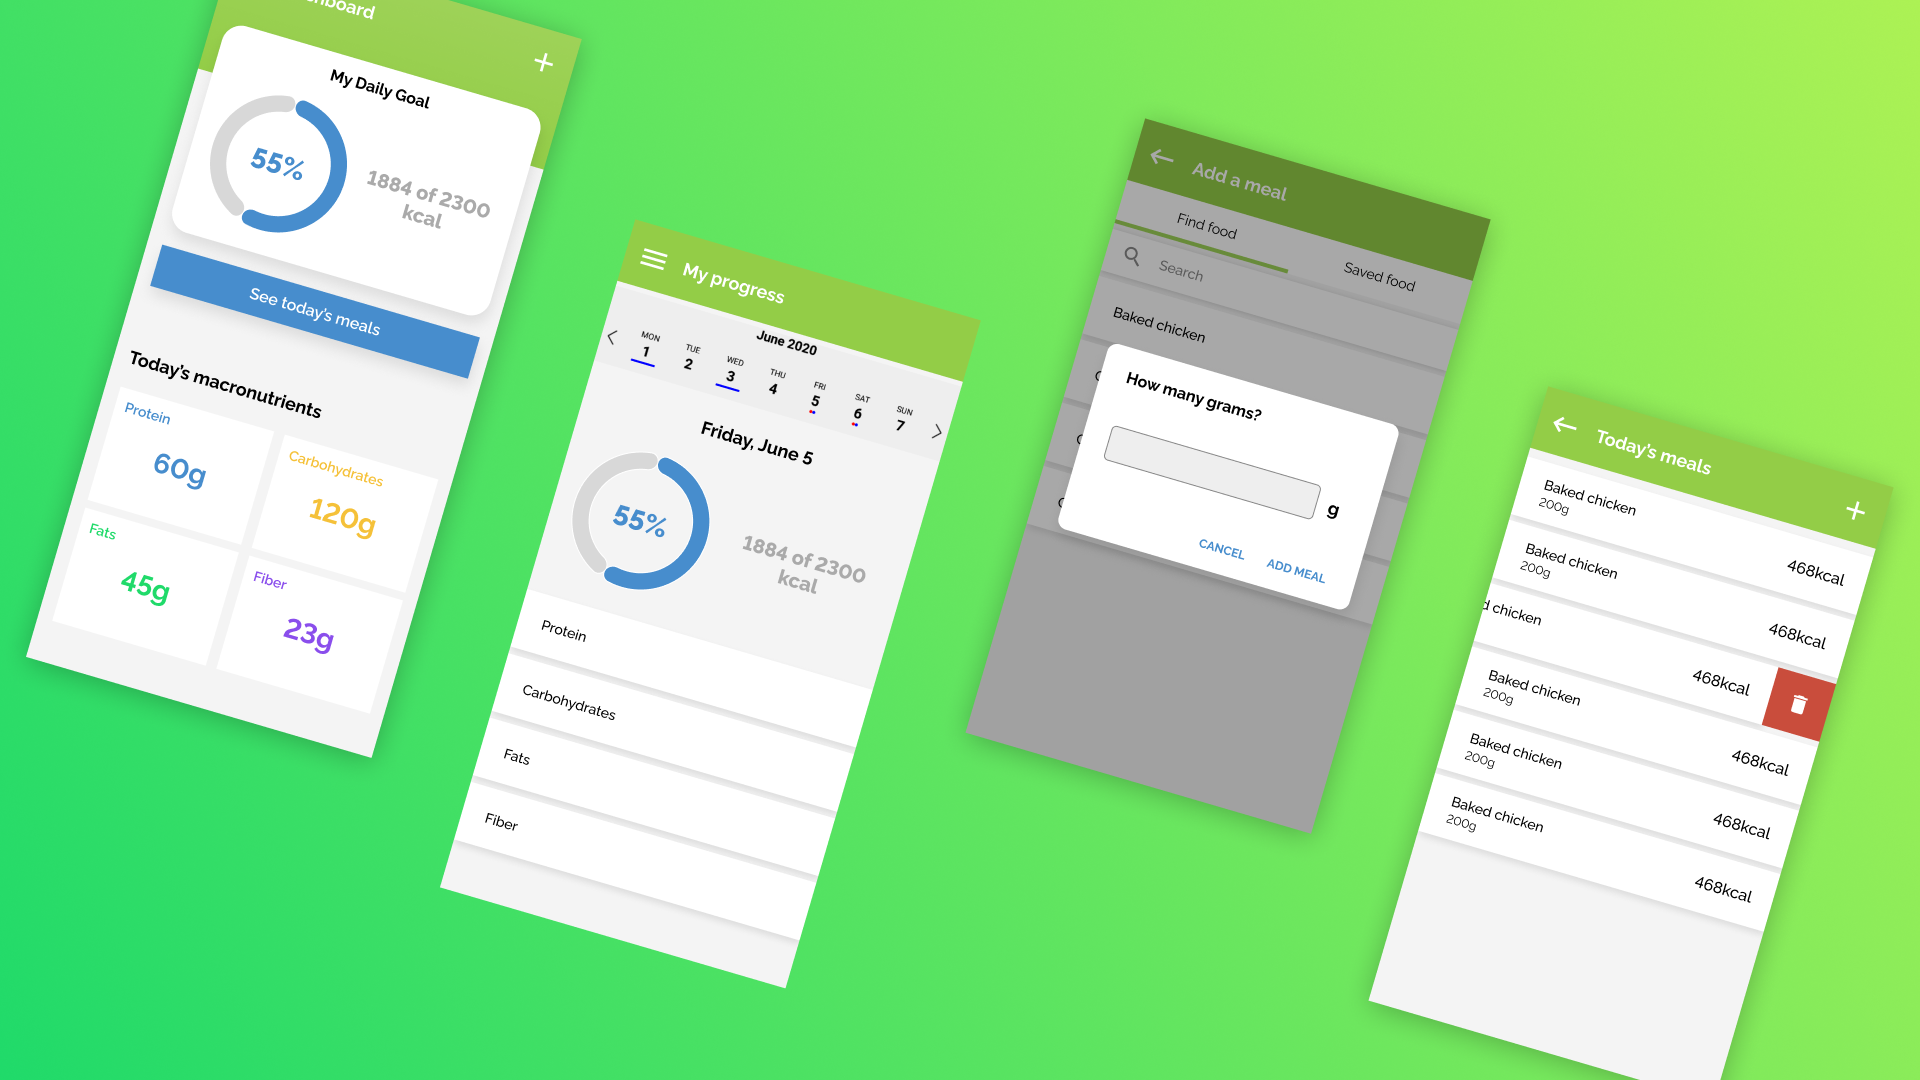 My Daily Goal
55%
1884 of 2300
kcal
See today's meals
Today's macronutrients
Protein
60g
Carbohydrates
120g
Fats
45g
Fiber
23g
My progress
June 2020
MON TUE WED THU FRI SAT SUN
1 2 3 4 5 6 7
Friday, June 5
55%
1884 of 2300
kcal
Protein
Carbohydrates
Fats
Fiber
Add a meal
Find food
Saved food
Search
Baked chicken
How many grams?
g
CANCEL
ADD MEAL
Today's meals
Baked chicken
200g
468kcal
Baked chicken
200g
468kcal
chicken
468kcal
Baked chicken
200g
468kcal
Baked chicken
200g
468kcal
Baked chicken
200g
468kcal